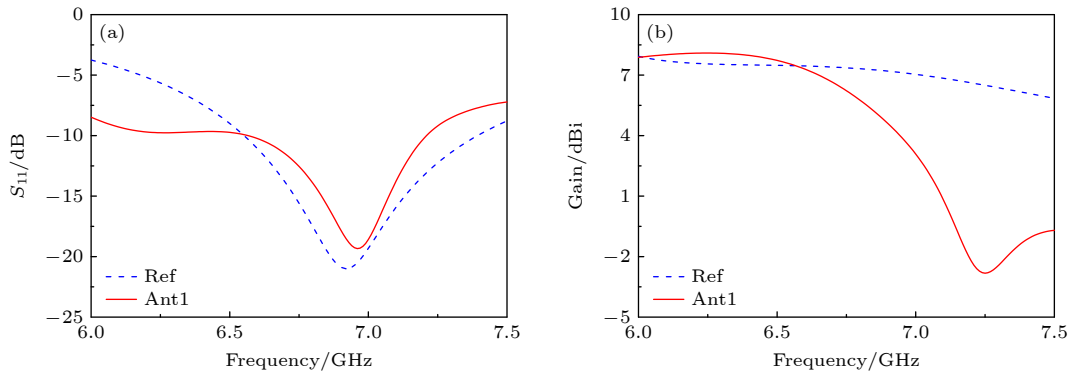 (a)
0
−5
−10
−15
−20
−25
S11/dB
Ref
Ant1
6.0
6.5
7.0
7.5
Frequency/GHz
(b)
10
7
4
1
−2
−5
Gain/dBi
Ref
Ant1
6.0
6.5
7.0
7.5
Frequency/GHz